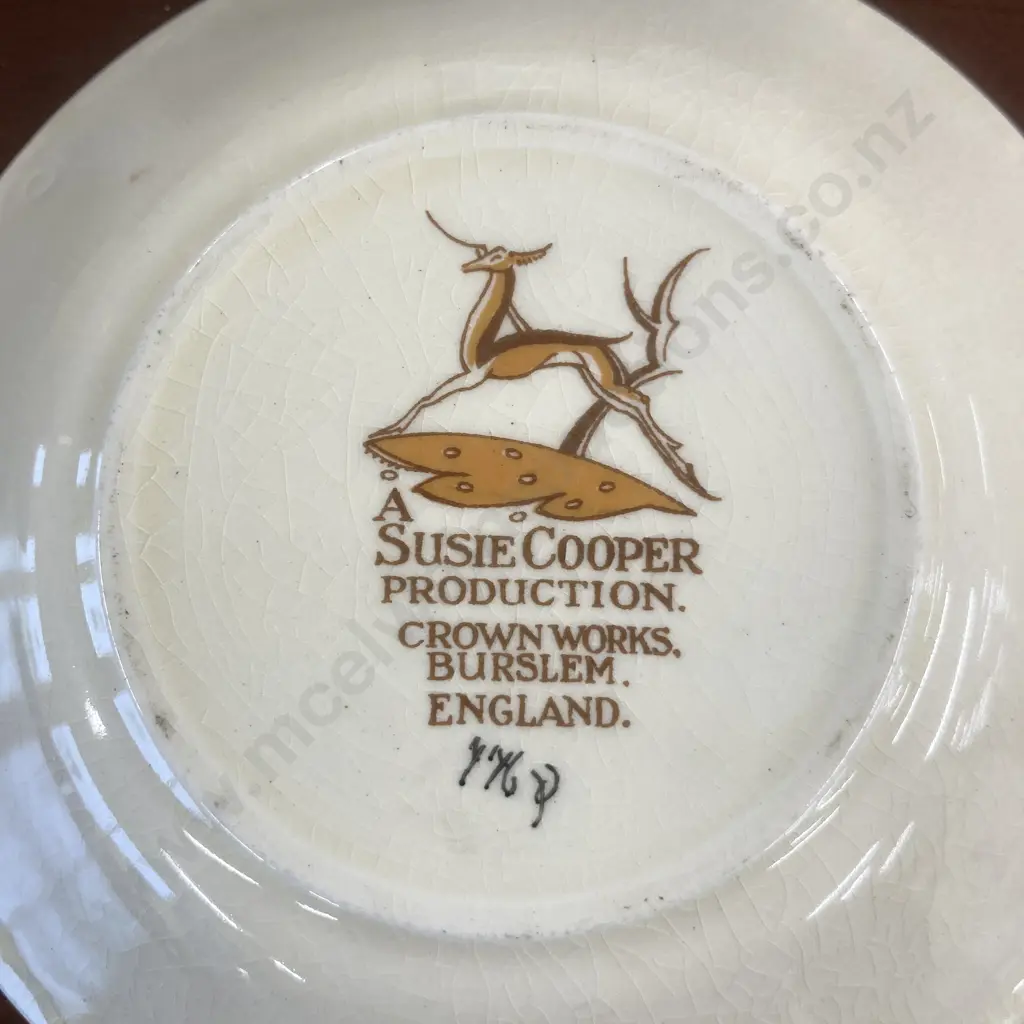 A
SUSIE COOPER
PRODUCTION.
CROWN WORKS,
BURSLEM.
ENGLAND.